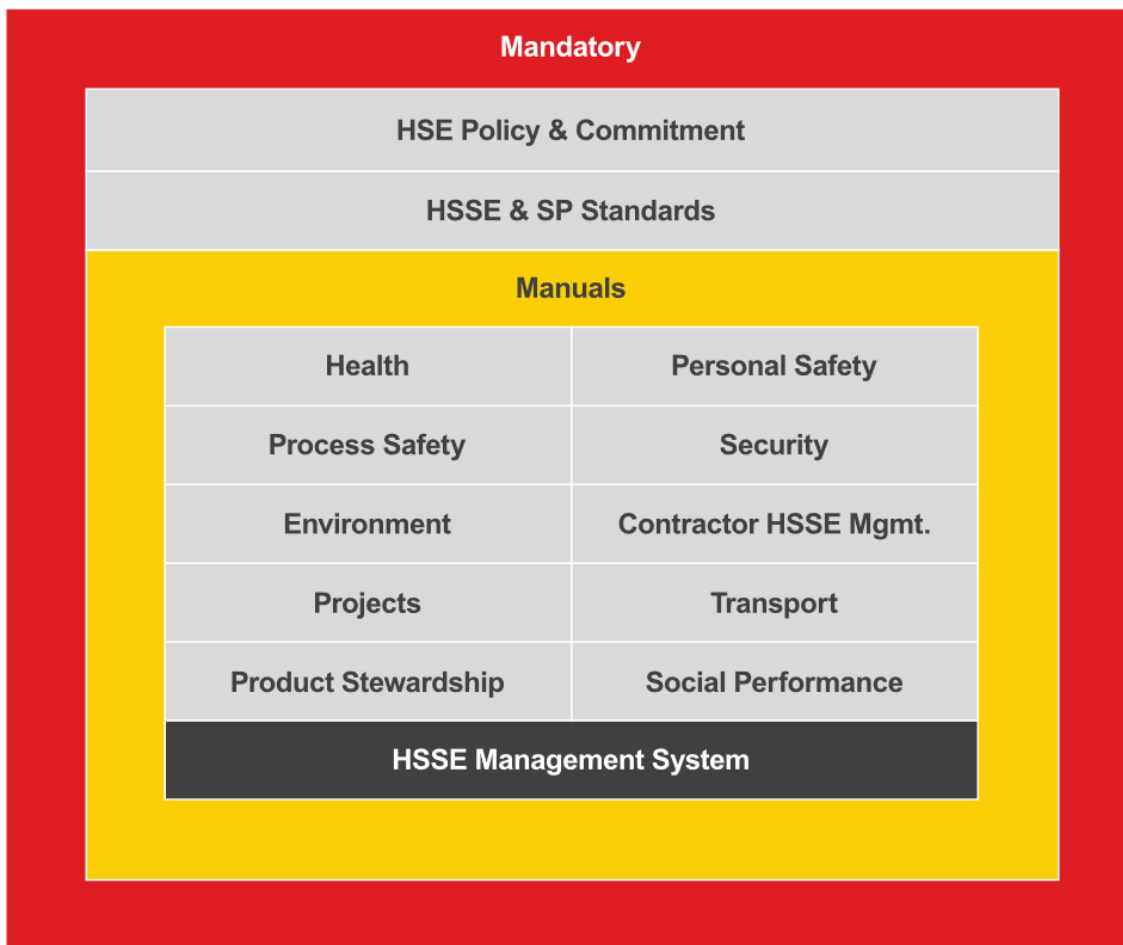 Mandatory
HSE Policy & Commitment
HSSE & SP Standards
Manuals
Health
Personal Safety
Process Safety
Security
Environment
Contractor HSSE Mgmt.
Projects
Transport
Product Stewardship
Social Performance
HSSE Management System